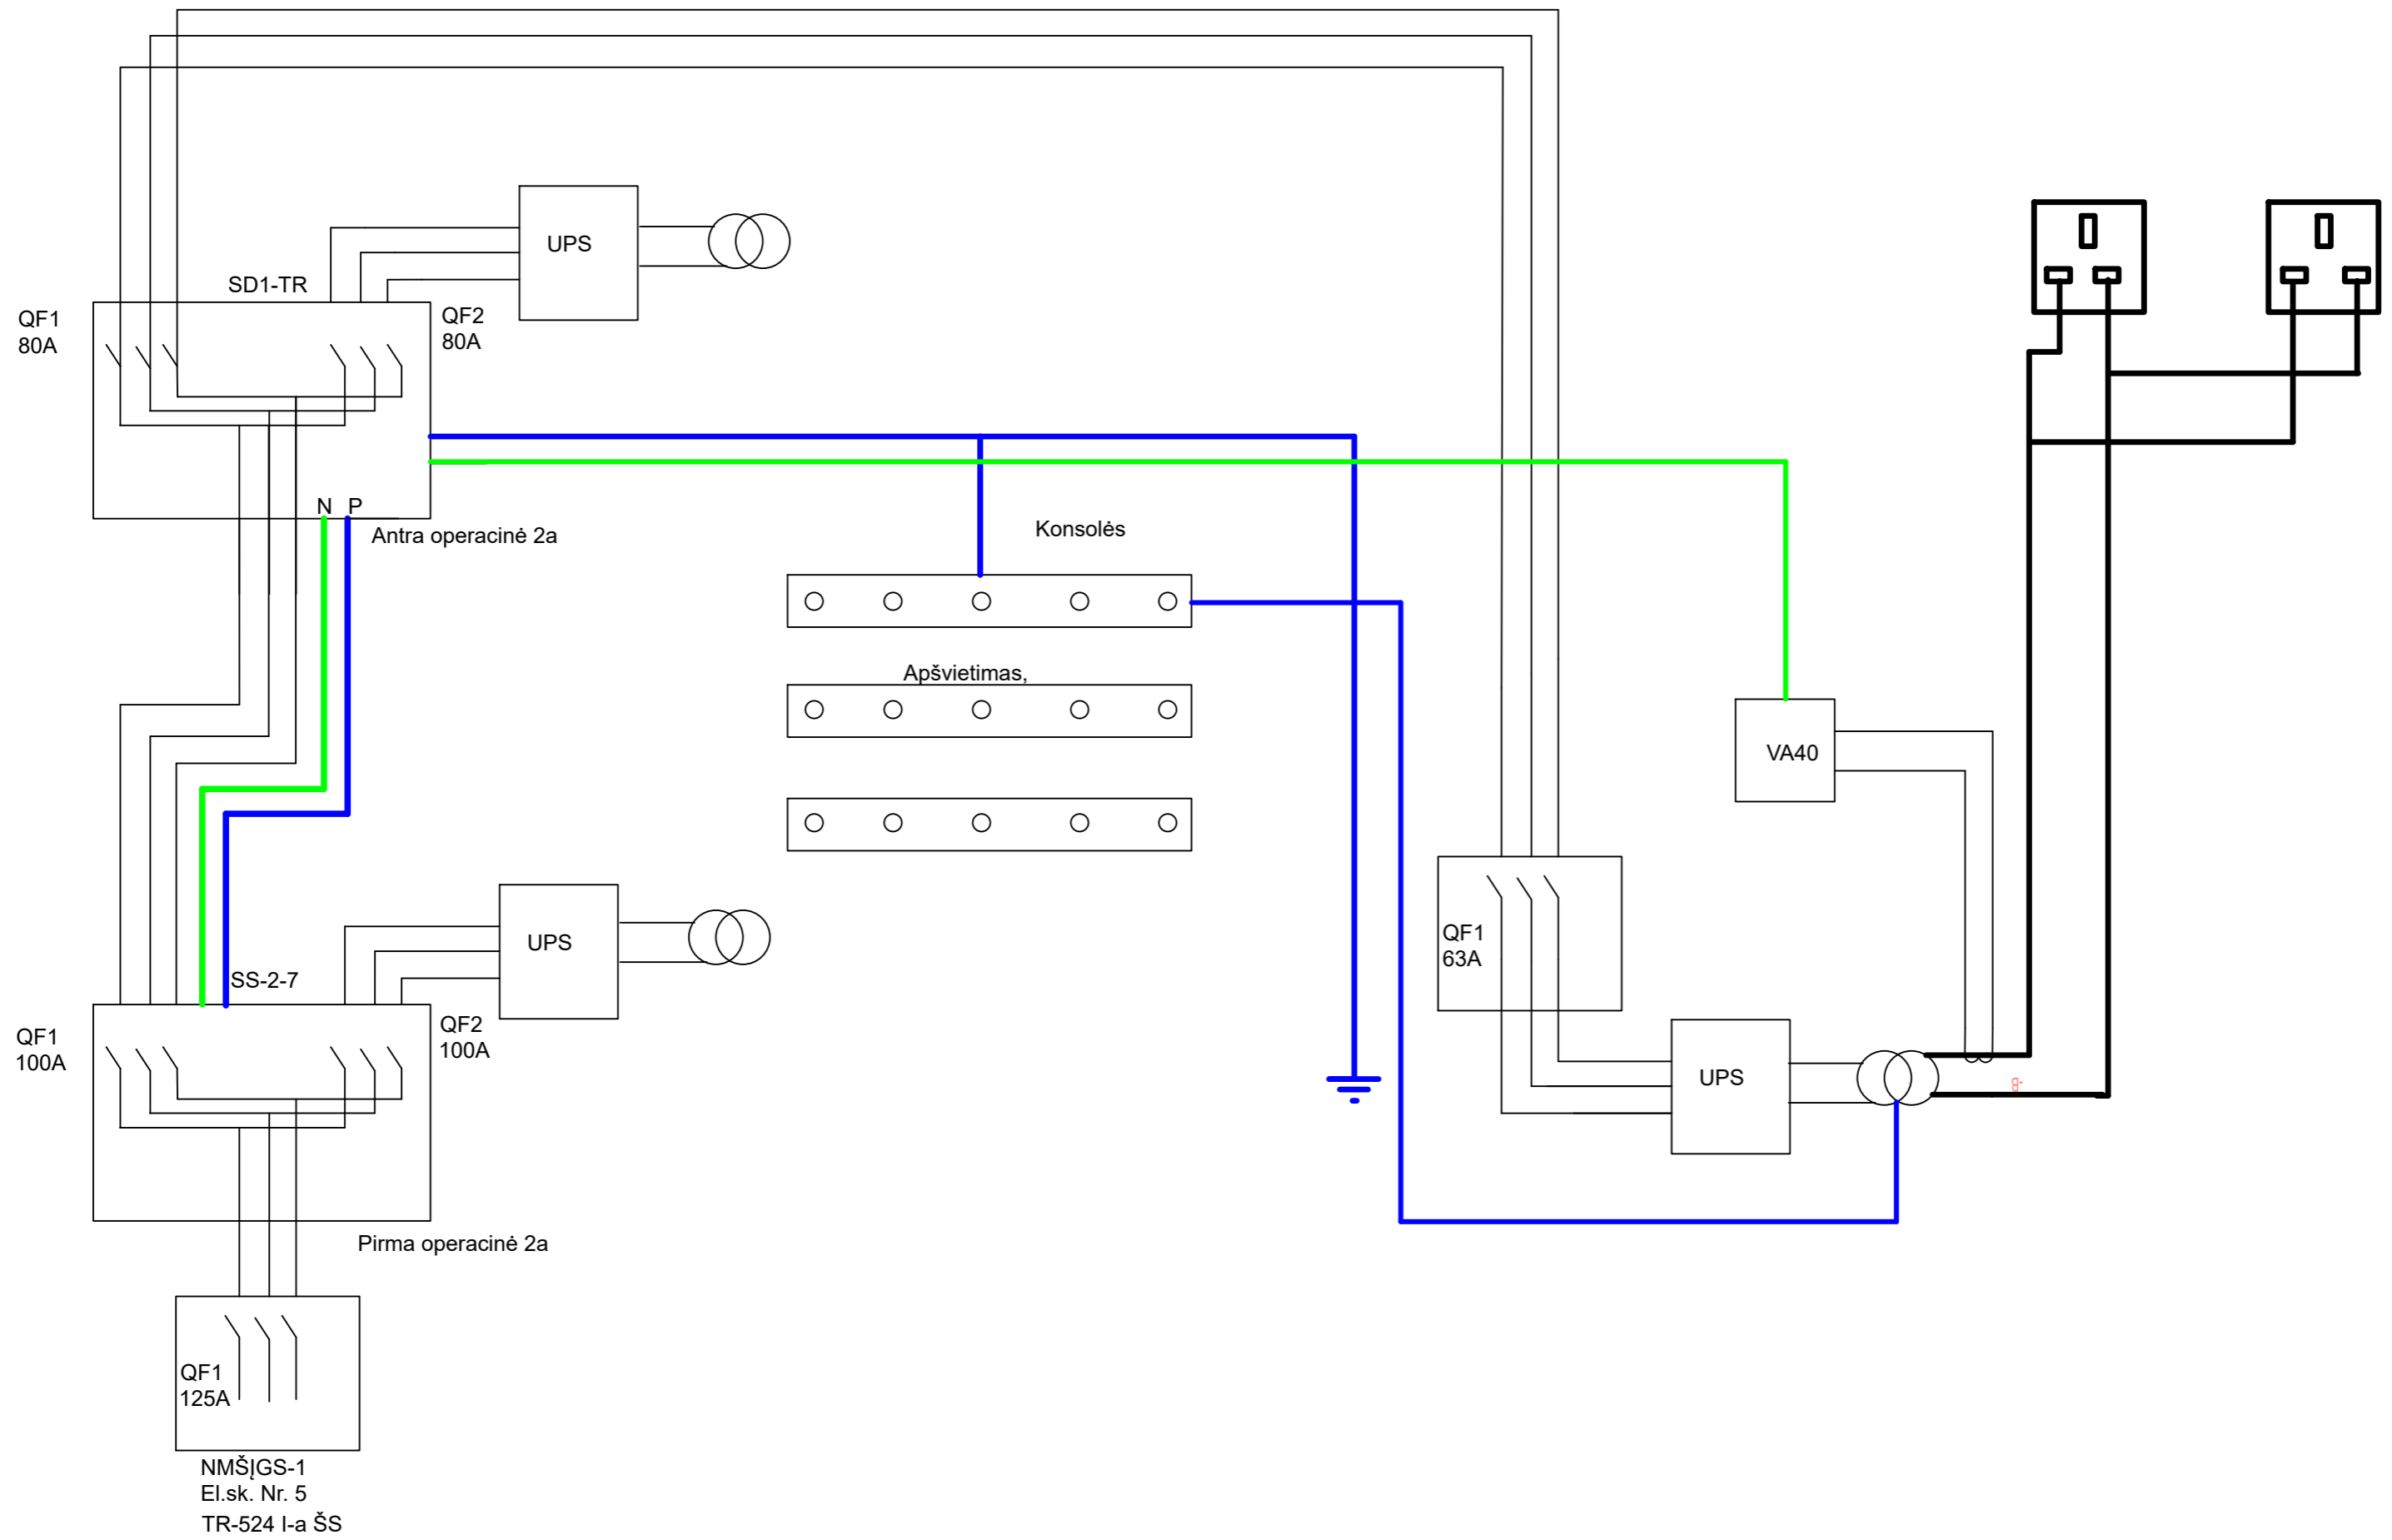 UPS
SD1-TR
QF1
80A
QF2
80A
N P
Antra operacinė 2a
Konsolės
Apšvietimas,
VA40
UPS
QF1
63A
SS-2-7
QF1
100A
QF2
100A
UPS
Pirma operacinė 2a
QF1
125A
NMŠĮGS-1
El.sk. Nr. 5
TR-524 I-a ŠS